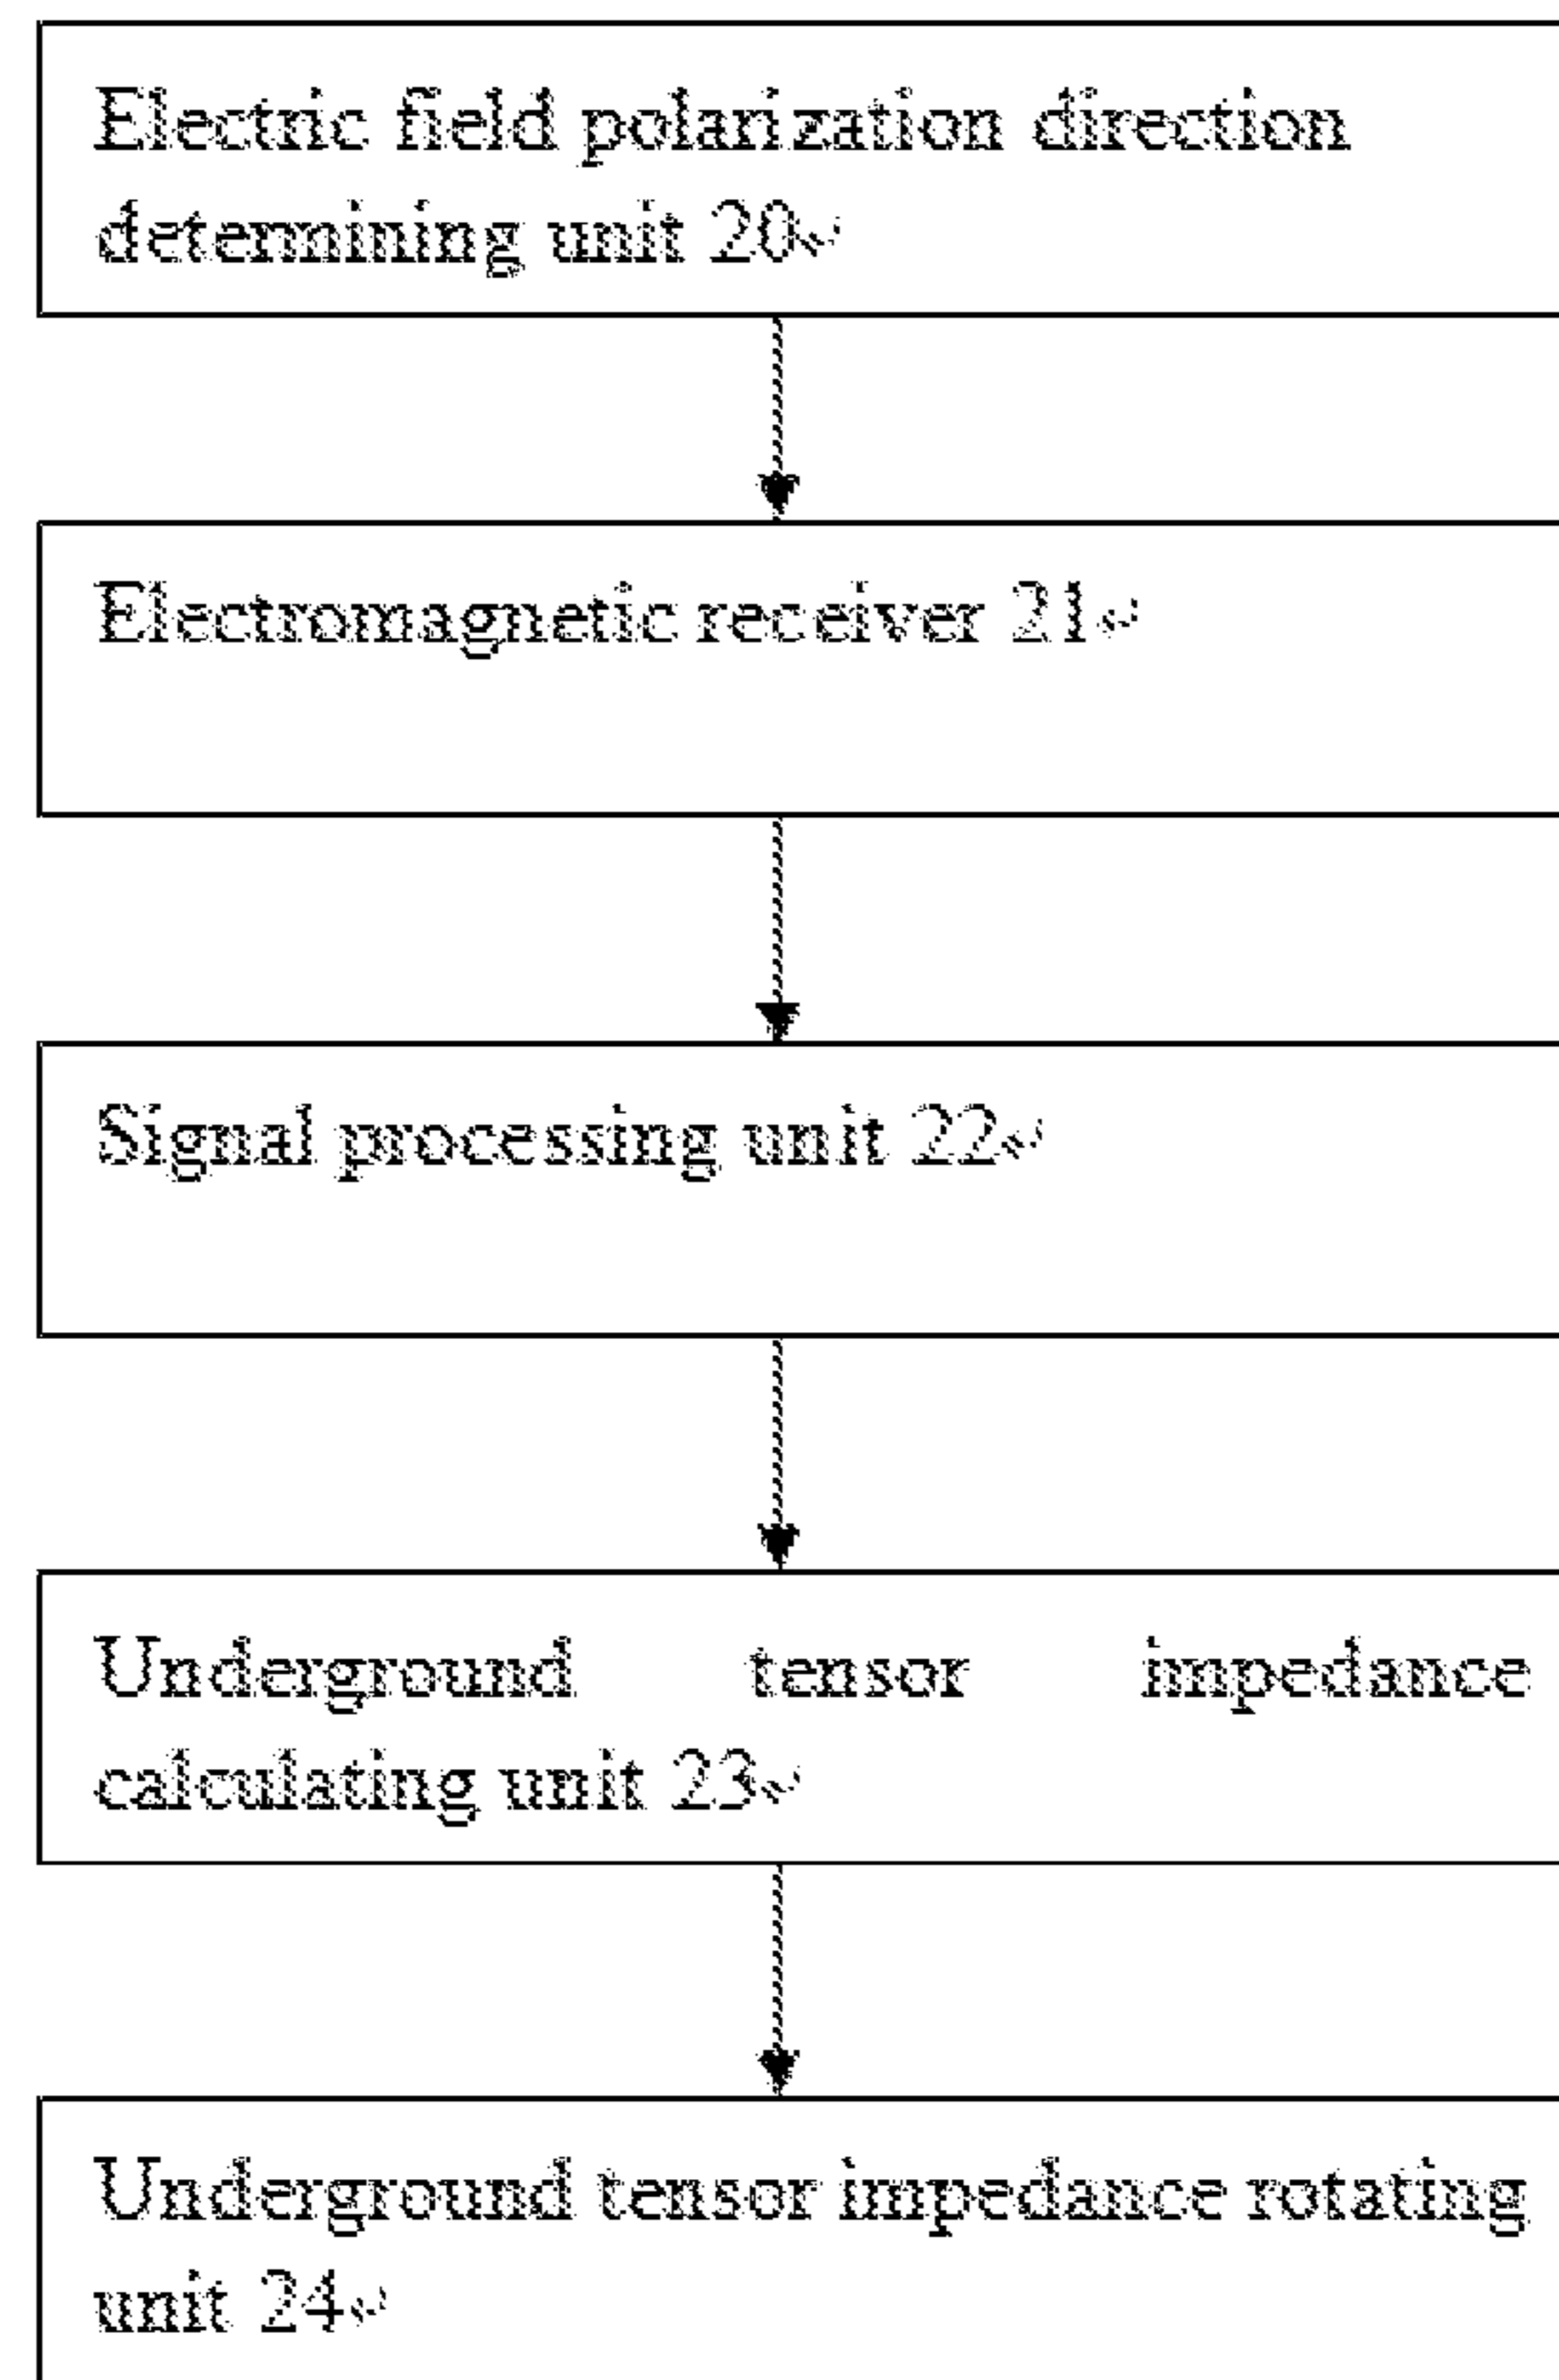 Electric field polarization direction
determining unit 20
Electromagnetic receiver 21
Signal processing unit 22
Underground tensor impedance
calculating unit 23
Underground tensor impedance rotating
unit 24